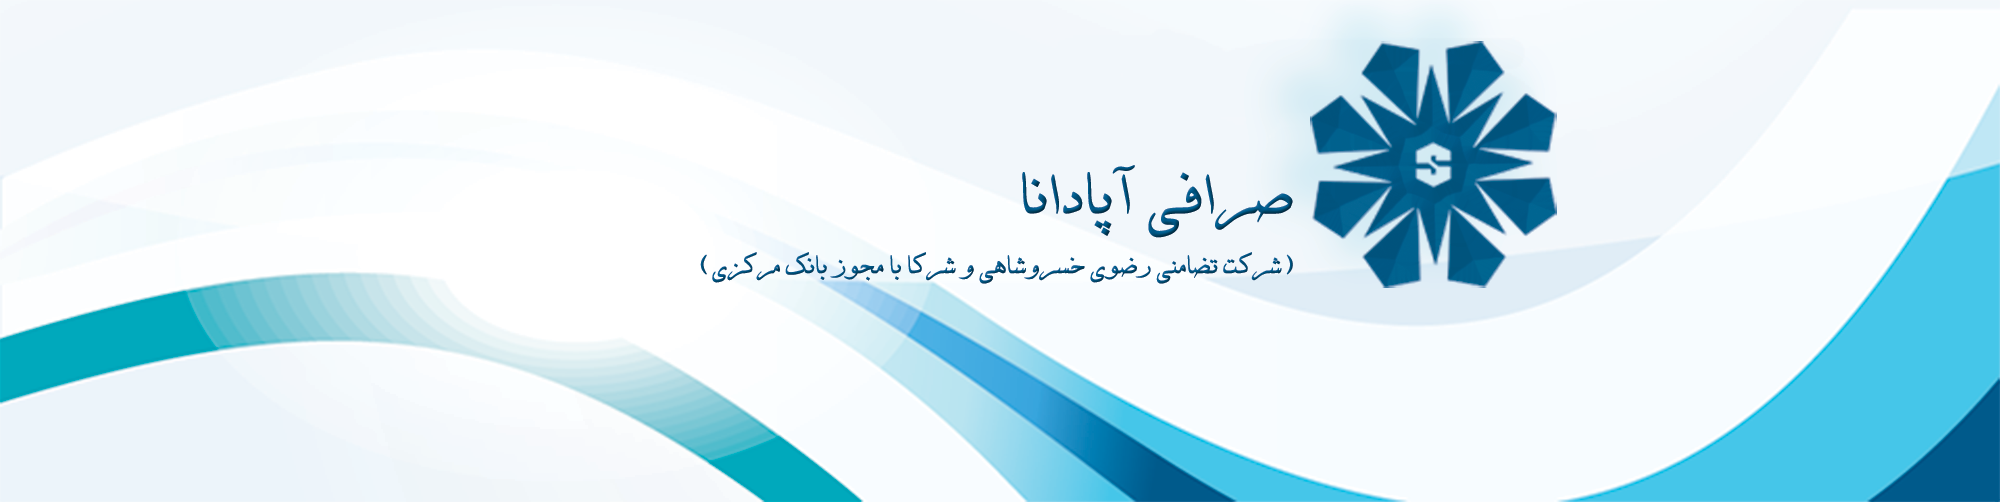 صرافی آپادانا
(شرکت تضامنی رضوی خسروشاهی و شرکا با مجوز بانک مرکزی)